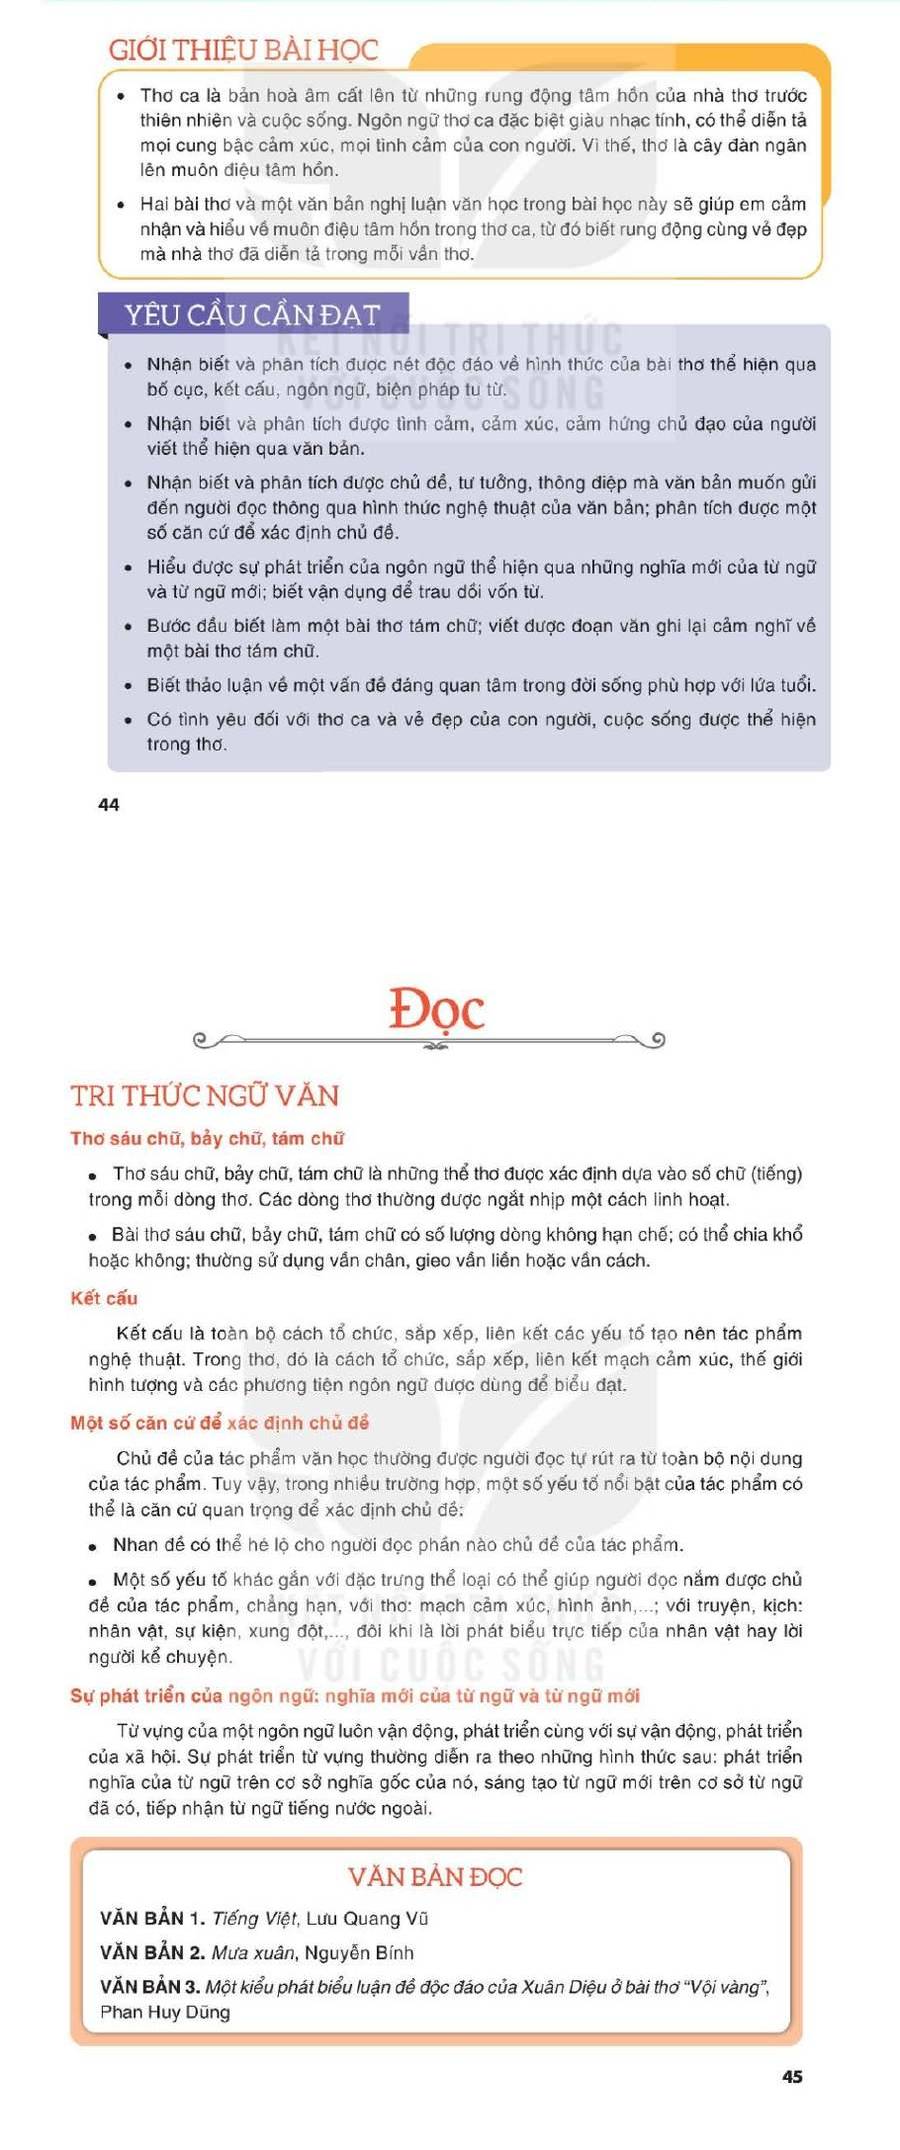 GIỚI THIỆU BÀI HỌC
• Thơ ca là bản hoà âm cất lên từ những rung động tâm hồn của nhà thơ trước
thiên nhiên và cuộc sống. Ngôn ngữ thơ ca đặc biệt giàu nhạc tính, có thể diễn tả
mọi cung bậc cảm xúc, mọi tình cảm của con người. Vì thế, thơ là cây đàn ngân
lên muôn điệu tâm hồn.
• Hai bài thơ và một văn bản nghị luận văn học trong bài học này sẽ giúp em cảm
nhận và hiểu về muôn điệu tâm hồn trong thơ ca, từ đó biết rung động cùng vẻ đẹp
mà nhà thơ đã diễn tả trong mỗi vần thơ.
YÊU CẦU CẦN ĐẠT
KẾT NỐI TRI THỨC
VỚI CUỘC SỐNG
• Nhận biết và phân tích được nét độc đáo về hình thức của bài thơ thể hiện qua
bố cục, kết cấu, ngôn ngữ, biện pháp tu từ.
• Nhận biết và phân tích được tình cảm, cảm xúc, cảm hứng chủ đạo của người
viết thể hiện qua văn bản.
• Nhận biết và phân tích được chủ đề, tư tưởng, thông điệp mà văn bản muốn gửi
đến người đọc thông qua hình thức nghệ thuật của văn bản; phân tích được một
số căn cứ để xác định chủ đề.
• Hiểu được sự phát triển của ngôn ngữ thể hiện qua những nghĩa mới của từ ngữ
và từ ngữ mới; biết vận dụng để trau dồi vốn từ.
• Bước đầu biết làm một bài thơ tám chữ; viết được đoạn văn ghi lại cảm nghĩ về
một bài thơ tám chữ.
• Biết thảo luận về một vấn đề đáng quan tâm trong đời sống phù hợp với lứa tuổi.
• Có tình yêu đối với thơ ca và vẻ đẹp của con người, cuộc sống được thể hiện
trong thơ.
44
Đọc
TRI THỨC NGỮ VĂN
Thơ sáu chữ, bảy chữ, tám chữ
• Thơ sáu chữ, bảy chữ, tám chữ là những thể thơ được xác định dựa vào số chữ (tiếng)
trong mỗi dòng thơ. Các dòng thơ thường được ngắt nhịp một cách linh hoạt.
• Bài thơ sáu chữ, bảy chữ, tám chữ có số lượng dòng không hạn chế; có thể chia khổ
hoặc không; thường sử dụng vần chân, gieo vần liền hoặc vần cách.
Kết cấu
Kết cấu là toàn bộ cách tổ chức, sắp xếp, liên kết các yếu tố tạo nên tác phẩm
nghệ thuật. Trong thơ, đó là cách tổ chức, sắp xếp, liên kết mạch cảm xúc, thế giới
hình tượng và các phương tiện ngôn ngữ được dùng để biểu đạt.
Một số căn cứ để xác định chủ đề
Chủ đề của tác phẩm văn học thường được người đọc tự rút ra từ toàn bộ nội dung
của tác phẩm. Tuy vậy, trong nhiều trường hợp, một số yếu tố nổi bật của tác phẩm có
thể là căn cứ quan trọng để xác định chủ đề:
• Nhan đề có thể hé lộ cho người đọc phần nào chủ đề của tác phẩm.
• Một số yếu tố khác gắn với đặc trưng thể loại có thể giúp người đọc nắm được chủ
đề của tác phẩm, chẳng hạn, với thơ: mạch cảm xúc, hình ảnh,...; với truyện, kịch:
nhân vật, sự kiện, xung đột,..., đôi khi là lời phát biểu trực tiếp của nhân vật hay lời
người kể chuyện.
KẾT NỐI TRI THỨC
VỚI CUỘC SỐNG
Sự phát triển của ngôn ngữ: nghĩa mới của từ ngữ và từ ngữ mới
Từ vựng của một ngôn ngữ luôn vận động, phát triển cùng với sự vận động, phát triển
của xã hội. Sự phát triển từ vựng thường diễn ra theo những hình thức sau: phát triển
nghĩa của từ ngữ trên cơ sở nghĩa gốc của nó, sáng tạo từ ngữ mới trên cơ sở từ ngữ
đã có, tiếp nhận từ ngữ tiếng nước ngoài.
VĂN BẢN ĐỌC
VĂN BẢN 1. Tiếng Việt, Lưu Quang Vũ
VĂN BẢN 2. Mưa xuân, Nguyễn Bính
VĂN BẢN 3. Một kiểu phát biểu luận đề độc đáo của Xuân Diệu ở bài thơ “Vội vàng”,
Phan Huy Dũng
45